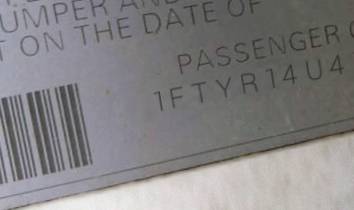 UMPER AND
T ON THE DATE OF
PASSENGER
1FTYR14U4